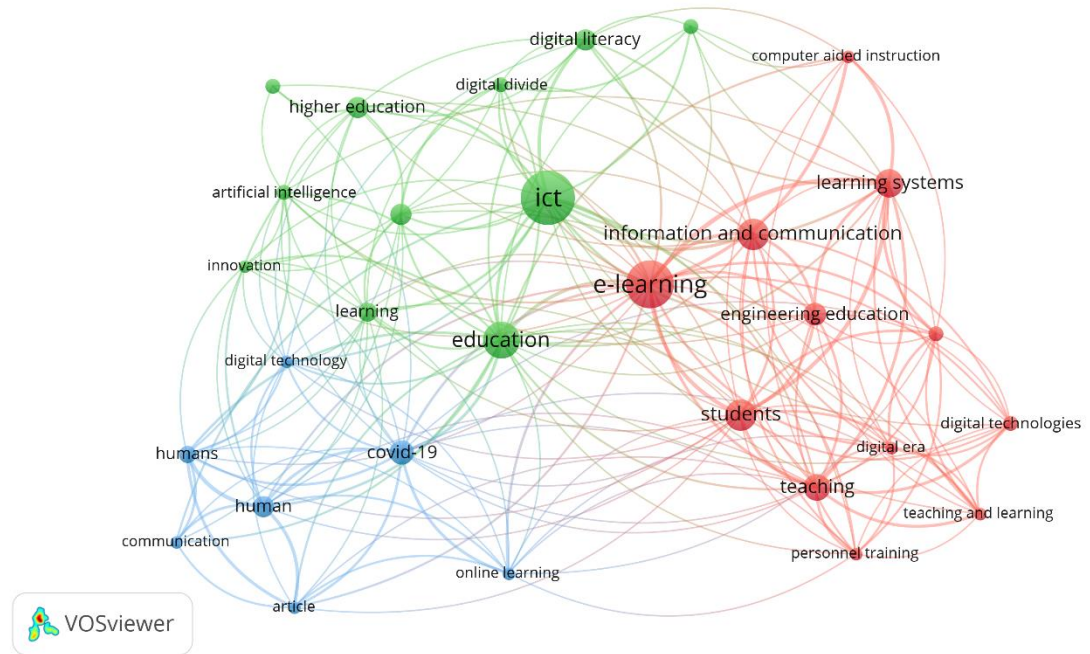 digital literacy
computer aided instruction
digital divide
higher education
learning systems
artificial intelligence
ict
information and communication
innovation
e-learning
learning
engineering education
education
digital technology
students
digital technologies
humans
covid-19
digital era
teaching
human
teaching and learning
communication
personnel training
online learning
article
VOSviewer